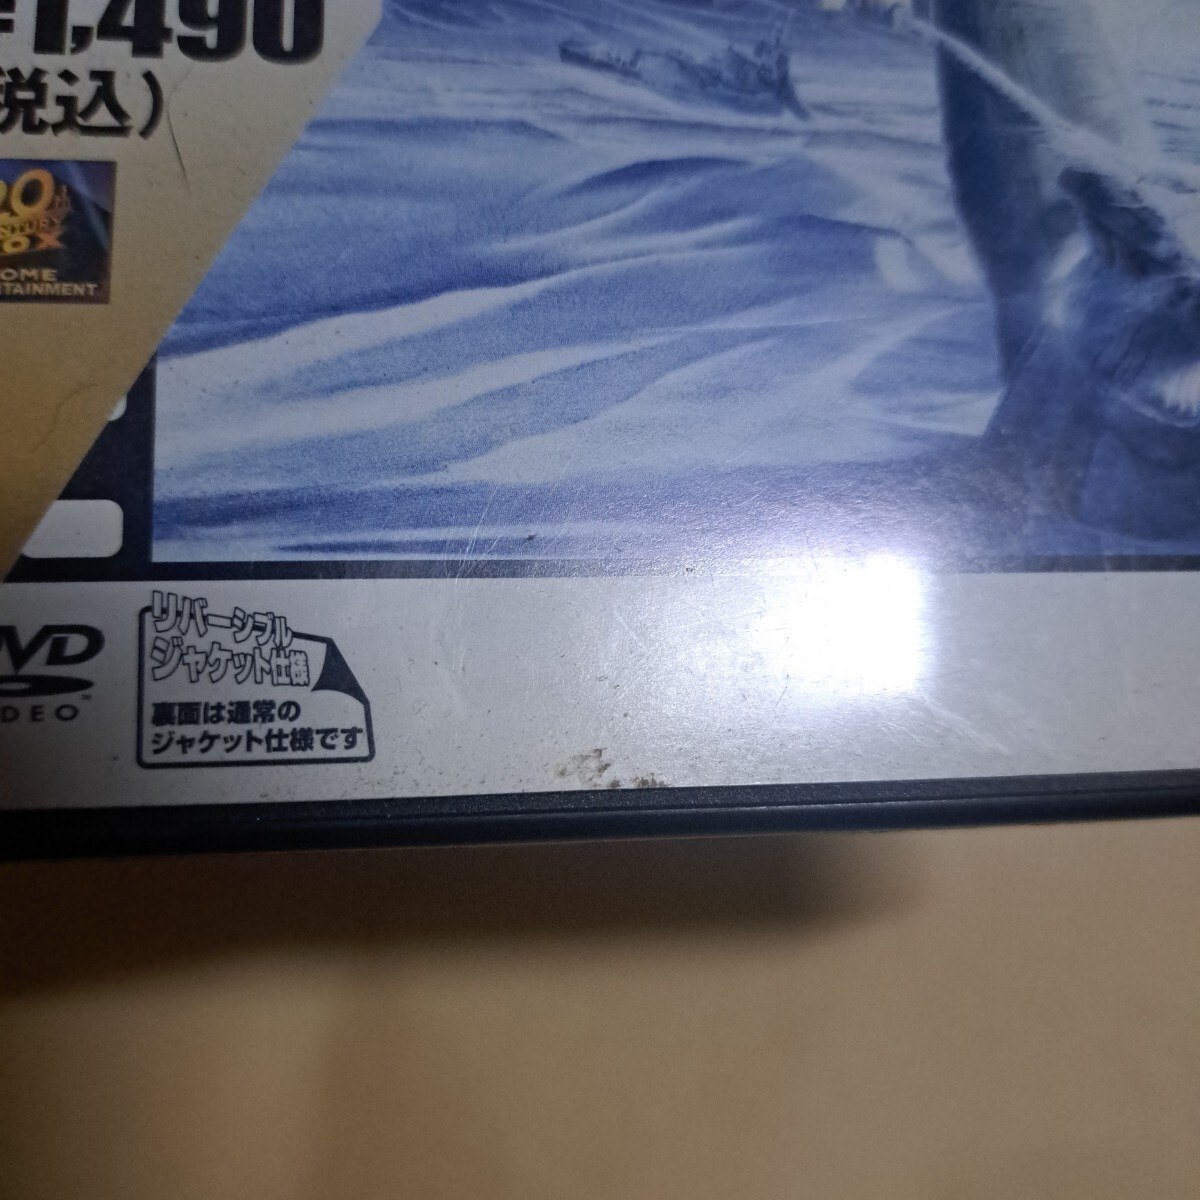 ¥1,490
(税込)
20th
CENTURY
FOX
HOME
ENTERTAINMENT
DVD
VIDEO
TM
リバーシブル
ジャケット仕様
裏面は通常の
ジャケット仕様です